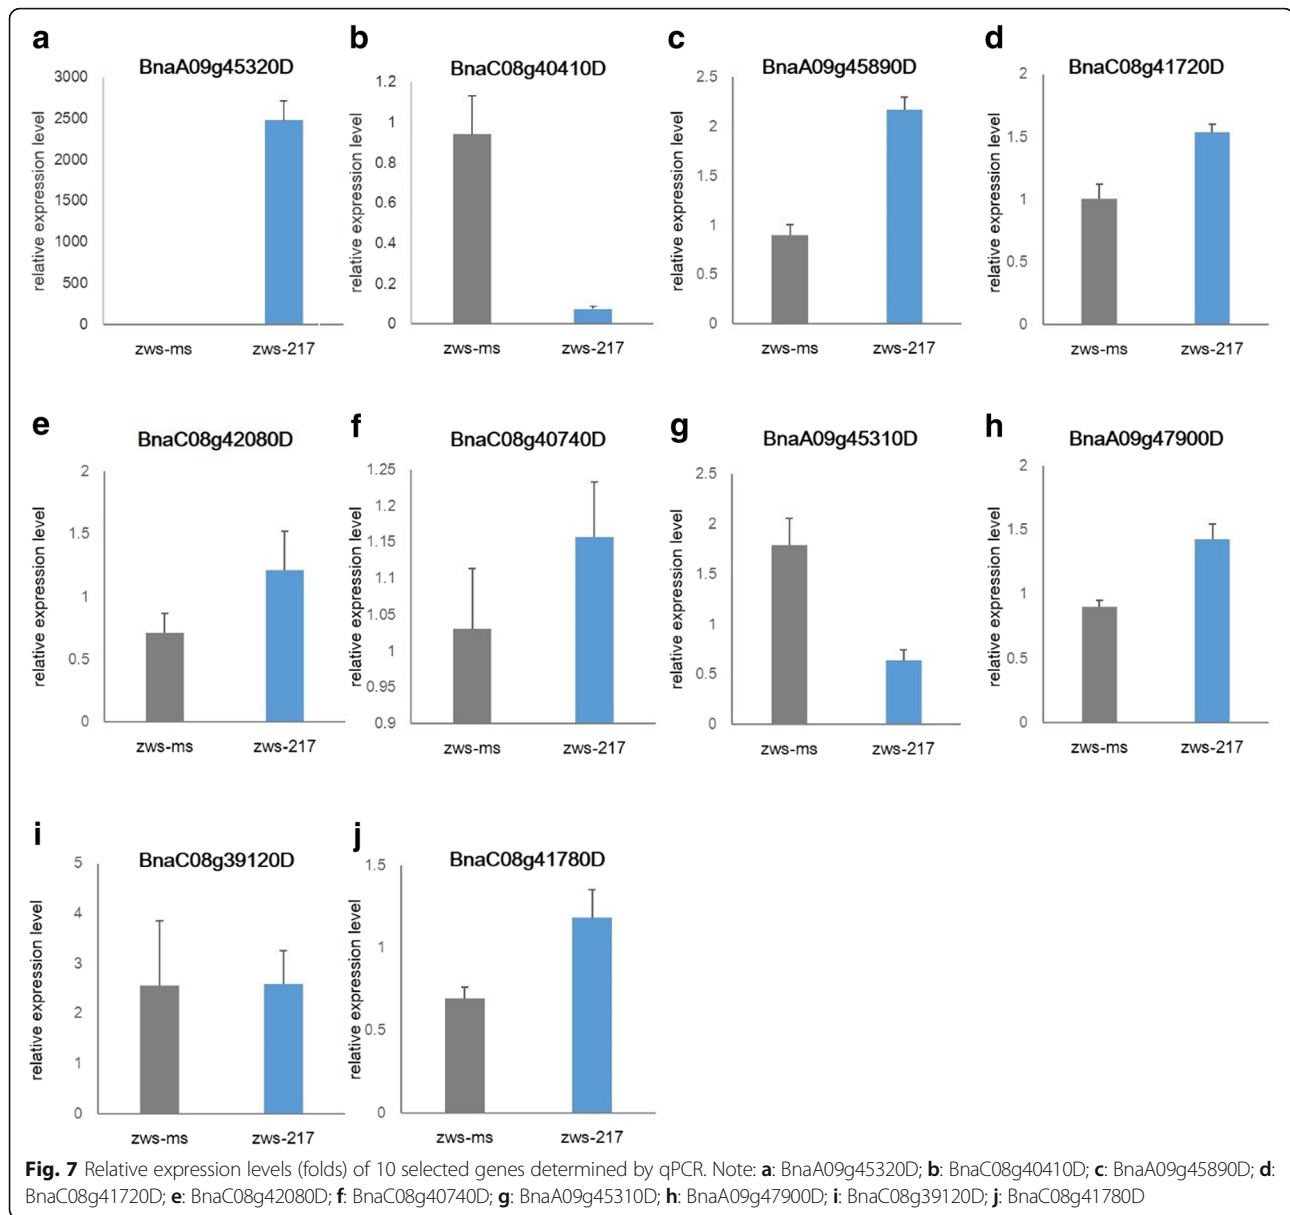 a
BnaA09g45320D
relative expression level
3000
2500
2000
1500
1000
500
0
zws-ms zws-217
b
BnaC08g40410D
relative expression level
1.2
1
0.8
0.6
0.4
0.2
0
zws-ms zws-217
c
BnaA09g45890D
relative expression level
2.5
2
1.5
1
0.5
0
zws-ms zws-217
d
BnaC08g41720D
relative expression level
2
1.5
1
0.5
0
zws-ms zws-217
e
BnaC08g42080D
relative expression level
2
1.5
1
0.5
0
zws-ms zws-217
f
BnaC08g40740D
relative expression level
1.25
1.2
1.15
1.1
1.05
1
0.95
0.9
zws-ms zws-217
g
BnaA09g45310D
relative expression level
2.5
2
1.5
1
0.5
0
zws-ms zws-217
h
BnaA09g47900D
relative expression level
2
1.5
1
0.5
0
zws-ms zws-217
i
BnaC08g39120D
relative expression level
5
4
3
2
1
0
zws-ms zws-217
j
BnaC08g41780D
relative expression level
1.5
1
0.5
0
zws-ms zws-217
Fig. 7 Relative expression levels (folds) of 10 selected genes determined by qPCR. Note: a: BnaA09g45320D; b: BnaC08g40410D; c: BnaA09g45890D; d:
BnaC08g41720D; e: BnaC08g42080D; f: BnaC08g40740D; g: BnaA09g45310D; h: BnaA09g47900D; i: BnaC08g39120D; j: BnaC08g41780D